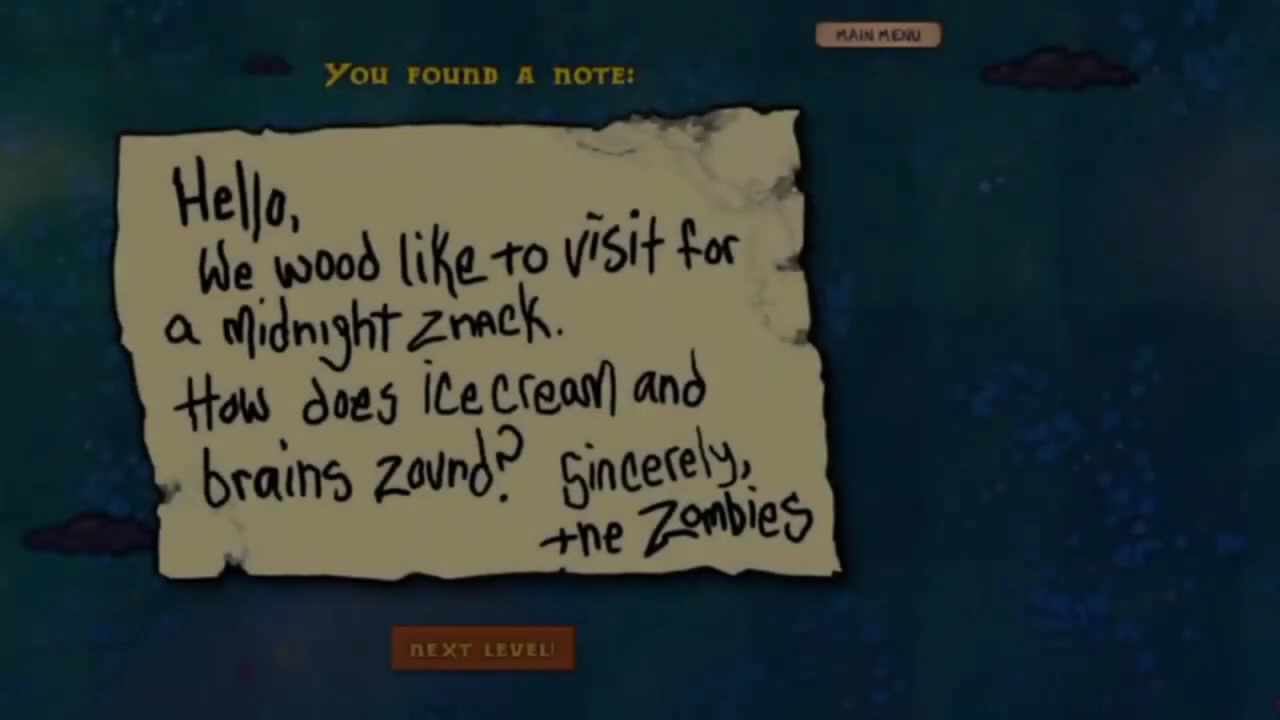 MAIN MENU
YOU FOUND A NOTE:
Hello,
We wood like to visit for
a midnight znack.
How does icecream and
brains zound? Sincerely,
the Zombies
NEXT LEVEL!